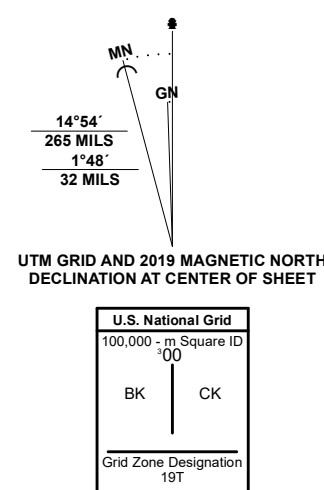 MN
GN
14°54´
265 MILS
1°48´
32 MILS
UTM GRID AND 2019 MAGNETIC NORTH
DECLINATION AT CENTER OF SHEET
U.S. National Grid
100,000 - m Square ID
³00
BK CK
Grid Zone Designation
19T